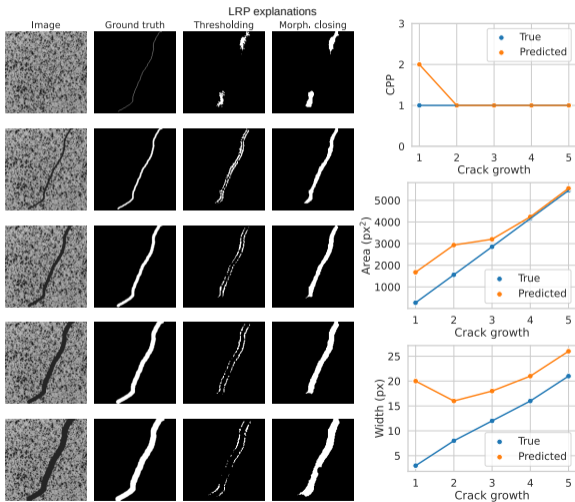 LRP explanations
Image
Ground truth
Thresholding
Morph. closing
3
2
1
0
CPP
True
Predicted
1 2 3 4 5
Crack growth
5000
4000
3000
2000
1000
Area (px²)
True
Predicted
1 2 3 4 5
Crack growth
25
20
15
10
5
Width (px)
True
Predicted
1 2 3 4 5
Crack growth